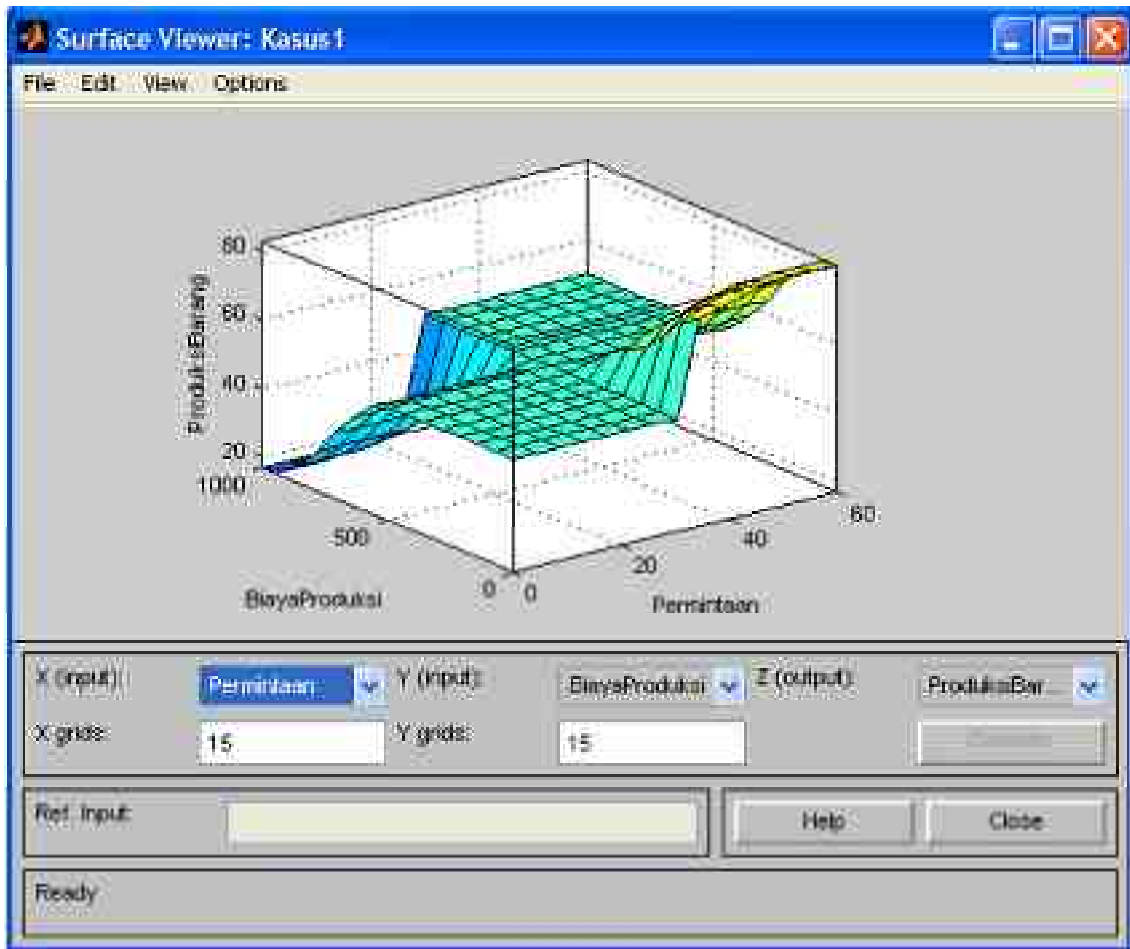 Surface Viewer: Kasus1
File Edit View Options
80
60
40
20
ProduksiBarang
1000
500
0
BiayaProduksi
0
20
40
60
Permintaan
X (input): Permintaan Y (input): BiayaProduksi Z (output): ProduksiBar...
X grids: 15 Y grids: 15
Ref. Input: Help Close
Ready